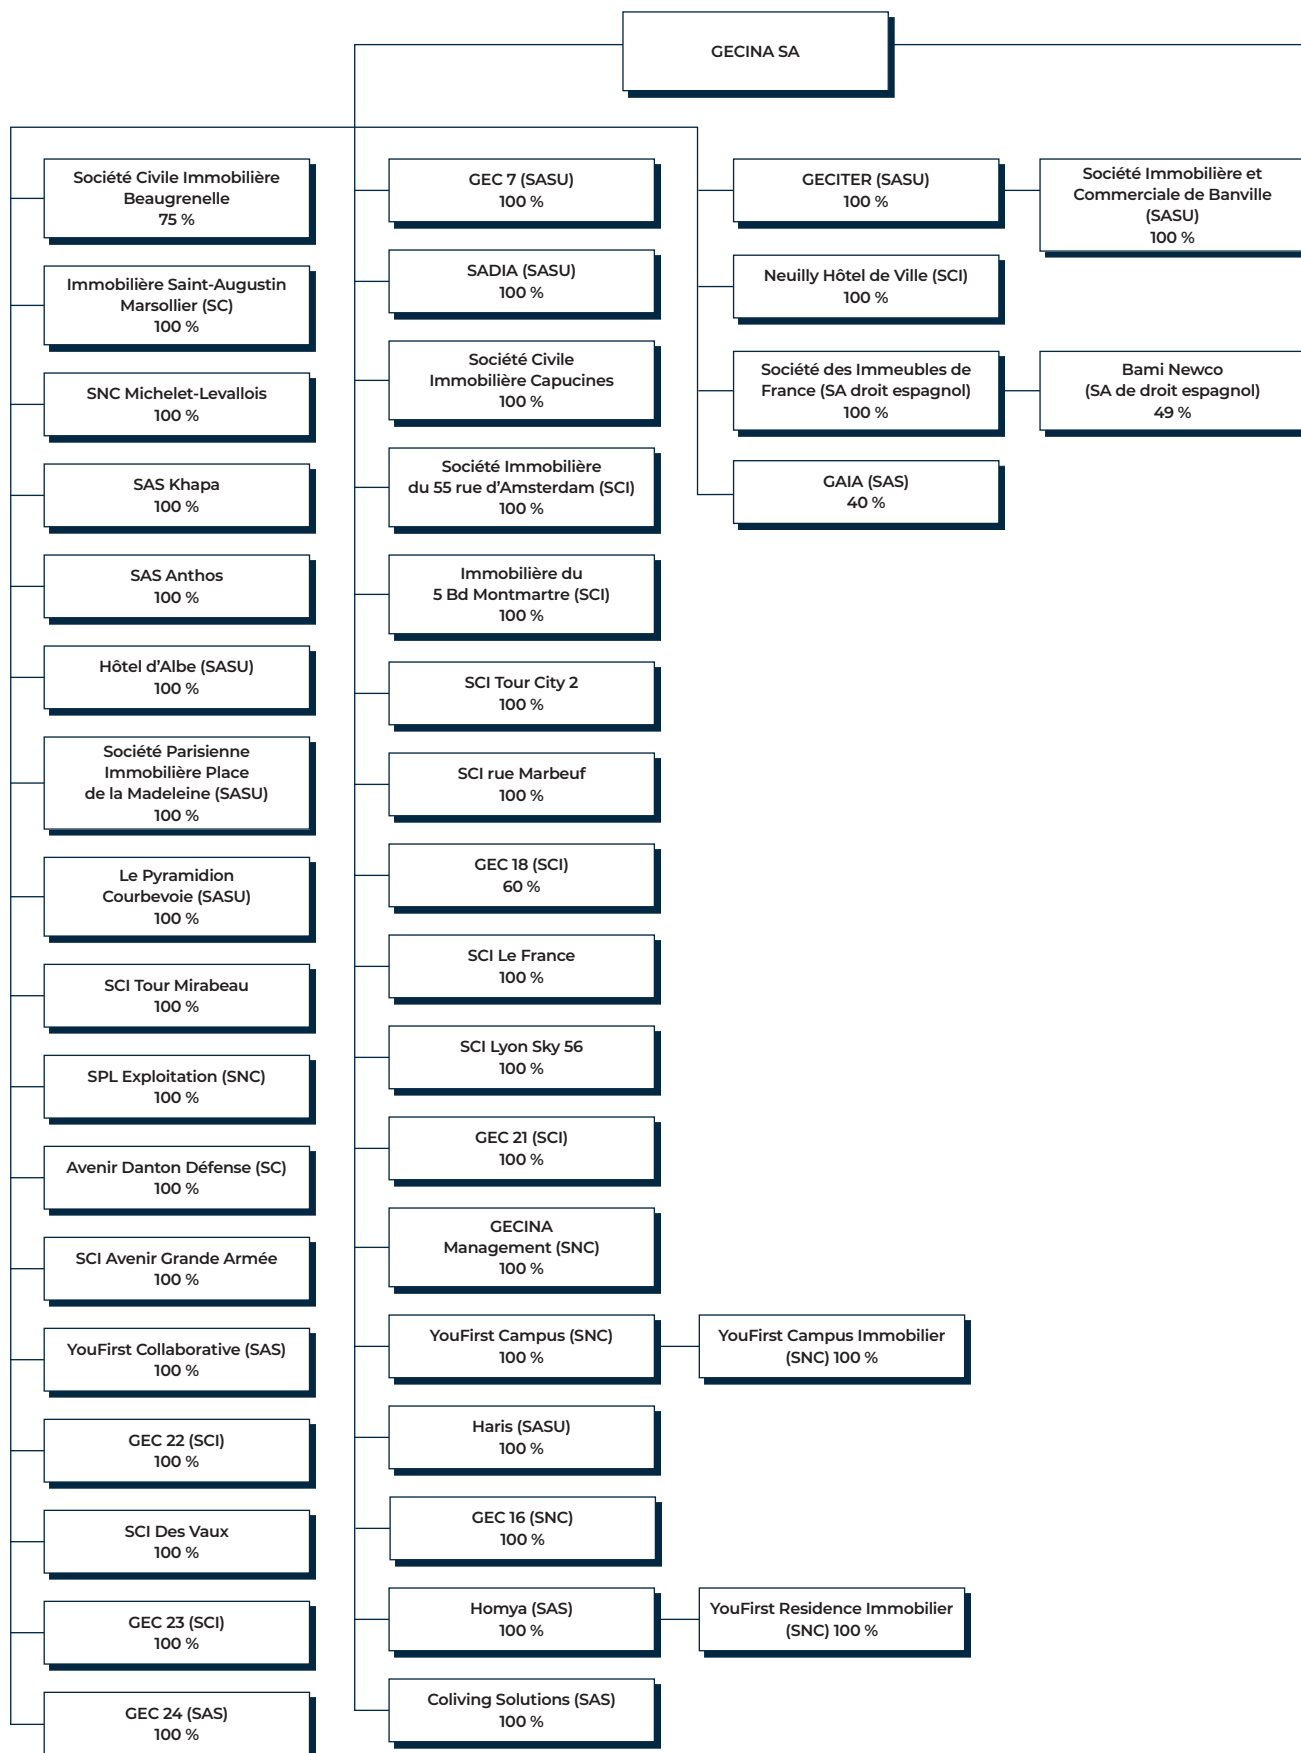 GECINA SA
Société Civile Immobilière
Beaugrenelle
75 %
Immobilière Saint-Augustin
Marsollier (SC)
100 %
SNC Michelet-Levallois
100 %
SAS Khapa
100 %
SAS Anthos
100 %
Hôtel d’Albe (SASU)
100 %
Société Parisienne
Immobilière Place
de la Madeleine (SASU)
100 %
Le Pyramidion
Courbevoie (SASU)
100 %
SCI Tour Mirabeau
100 %
SPL Exploitation (SNC)
100 %
Avenir Danton Défense (SC)
100 %
SCI Avenir Grande Armée
100 %
YouFirst Collaborative (SAS)
100 %
GEC 22 (SCI)
100 %
SCI Des Vaux
100 %
GEC 23 (SCI)
100 %
GEC 24 (SAS)
100 %
GEC 7 (SASU)
100 %
SADIA (SASU)
100 %
Société Civile
Immobilière Capucines
100 %
Société Immobilière
du 55 rue d’Amsterdam (SCI)
100 %
Immobilière du
5 Bd Montmartre (SCI)
100 %
SCI Tour City 2
100 %
SCI rue Marbeuf
100 %
GEC 18 (SCI)
60 %
SCI Le France
100 %
SCI Lyon Sky 56
100 %
GEC 21 (SCI)
100 %
GECINA
Management (SNC)
100 %
YouFirst Campus (SNC)
100 %
YouFirst Campus Immobilier
(SNC) 100 %
Haris (SASU)
100 %
GEC 16 (SNC)
100 %
Homya (SAS)
100 %
YouFirst Residence Immobilier
(SNC) 100 %
Coliving Solutions (SAS)
100 %
GECITER (SASU)
100 %
Société Immobilière et
Commerciale de Banville
(SASU)
100 %
Neuilly Hôtel de Ville (SCI)
100 %
Société des Immeubles de
France (SA droit espagnol)
100 %
Bami Newco
(SA de droit espagnol)
49 %
GAIA (SAS)
40 %